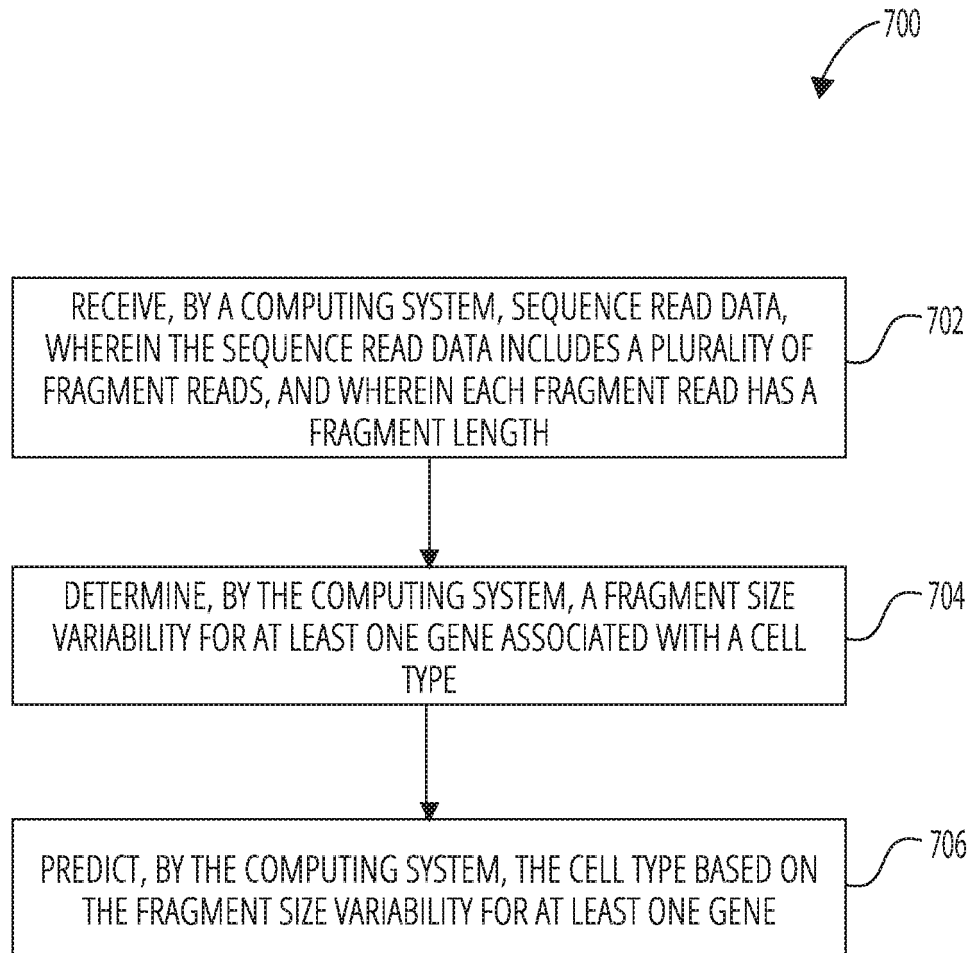 700
RECEIVE, BY A COMPUTING SYSTEM, SEQUENCE READ DATA,
WHEREIN THE SEQUENCE READ DATA INCLUDES A PLURALITY OF
FRAGMENT READS, AND WHEREIN EACH FRAGMENT READ HAS A
FRAGMENT LENGTH
702
DETERMINE, BY THE COMPUTING SYSTEM, A FRAGMENT SIZE
VARIABILITY FOR AT LEAST ONE GENE ASSOCIATED WITH A CELL
TYPE
704
PREDICT, BY THE COMPUTING SYSTEM, THE CELL TYPE BASED ON
THE FRAGMENT SIZE VARIABILITY FOR AT LEAST ONE GENE
706